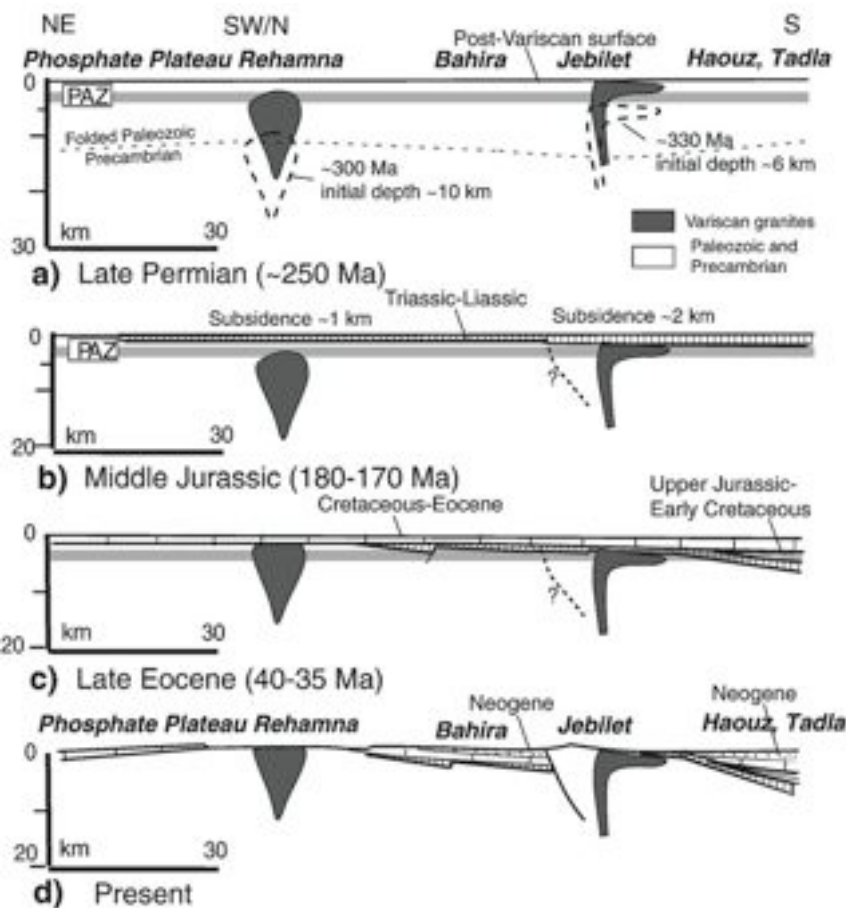 NE SW/N S
Post-Variscan surface
Phosphate Plateau Rehamna Bahira Jebilet Haouz, Tadla
0
PAZ
Folded Paleozoic
Precambrian
~300 Ma
initial depth ~10 km
~330 Ma
initial depth ~6 km
Variscan granites
Paleozoic and
Precambrian
km 30
30
a) Late Permian (~250 Ma)
Triassic-Liassic
Subsidence ~1 km Subsidence ~2 km
0
PAZ
?
km 30
20
b) Middle Jurassic (180-170 Ma)
Upper Jurassic-
Early Cretaceous
Cretaceous-Eocene
0
?
km 30
20
c) Late Eocene (40-35 Ma)
Neogene Neogene
Phosphate Plateau Rehamna Bahira Jebilet Haouz, Tadla
0
km 30
20
d) Present